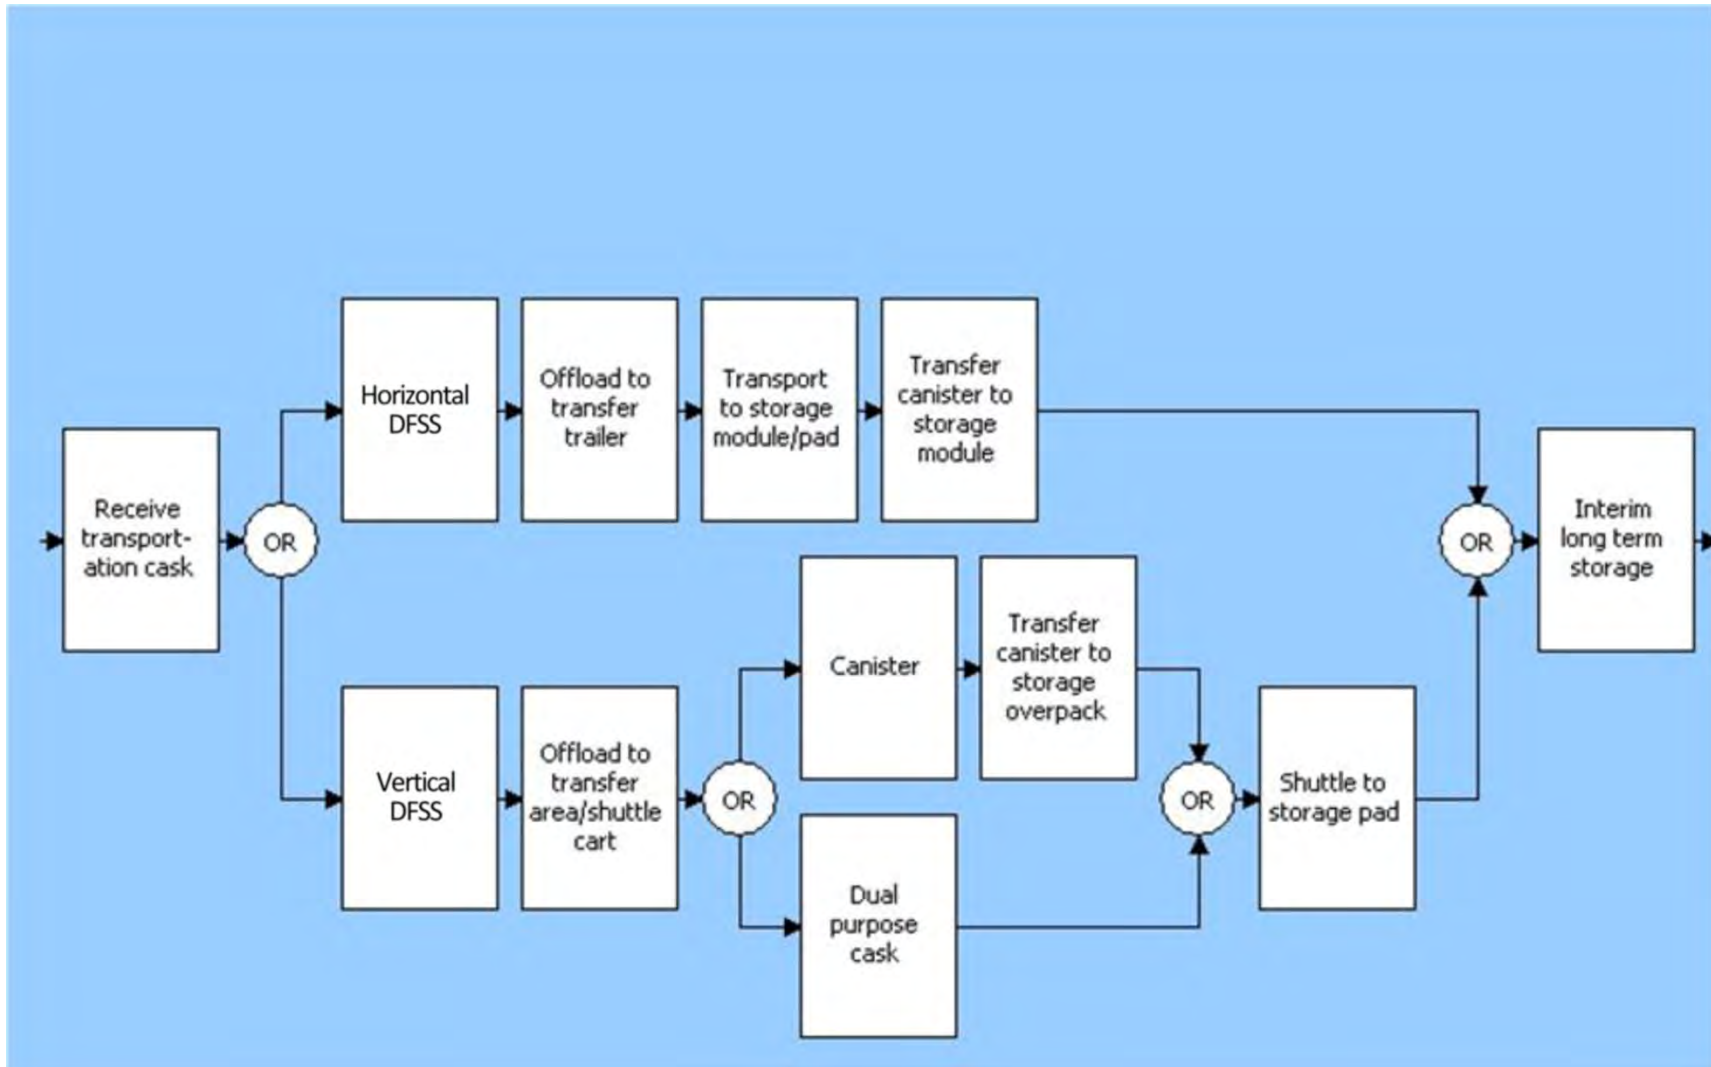 Receive
transport-
ation cask
OR
Horizontal
DFSS
Offload to
transfer
trailer
Transport
to storage
module/pad
Transfer
canister to
storage
module
Vertical
DFSS
Offload to
transfer
area/shuttle
cart
OR
Canister
Transfer
canister to
storage
overpack
Dual
purpose
cask
OR
Shuttle to
storage pad
OR
Interim
long term
storage